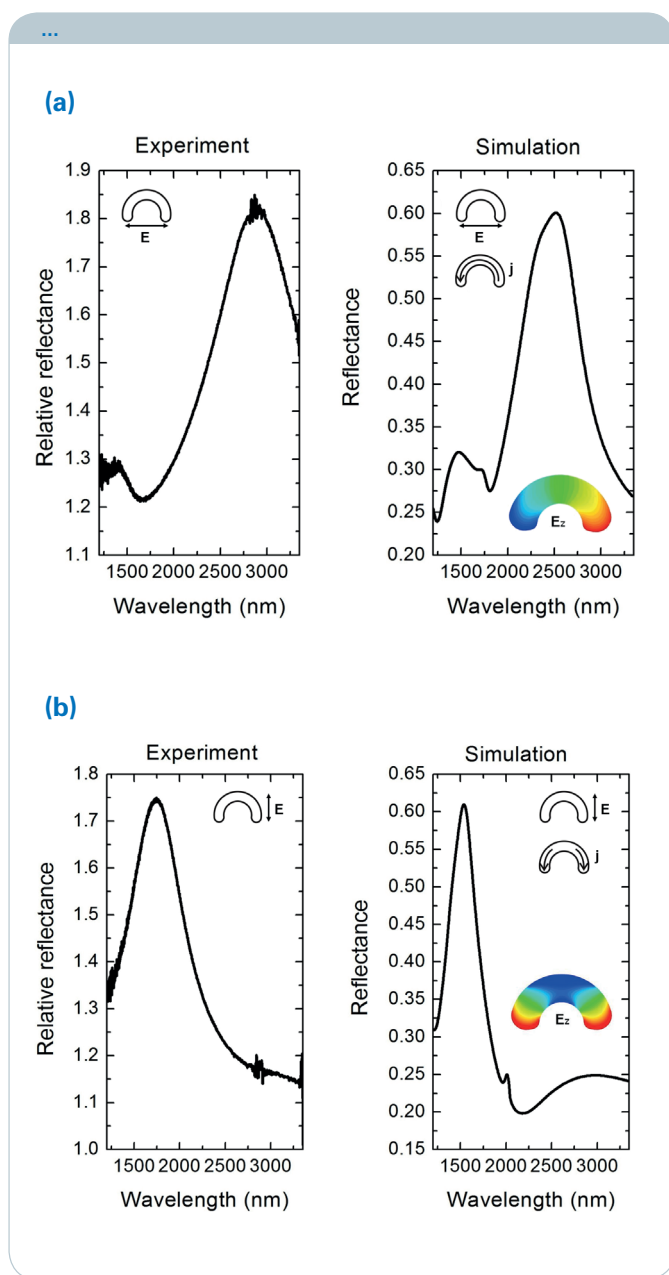 ...
(a)
Experiment
Simulation
1.9
1.8
1.7
1.6
1.5
1.4
1.3
1.2
1.1
Relative reflectance
E
1500 2000 2500 3000
Wavelength (nm)
0.65
0.60
0.55
0.50
0.45
0.40
0.35
0.30
0.25
0.20
Reflectance
E
j
Ez
1500 2000 2500 3000
Wavelength (nm)
(b)
Experiment
Simulation
1.8
1.7
1.6
1.5
1.4
1.3
1.2
1.1
1.0
Relative reflectance
E
1500 2000 2500 3000
Wavelength (nm)
0.65
0.60
0.55
0.50
0.45
0.40
0.35
0.30
0.25
0.20
0.15
Reflectance
E
j
Ez
1500 2000 2500 3000
Wavelength (nm)